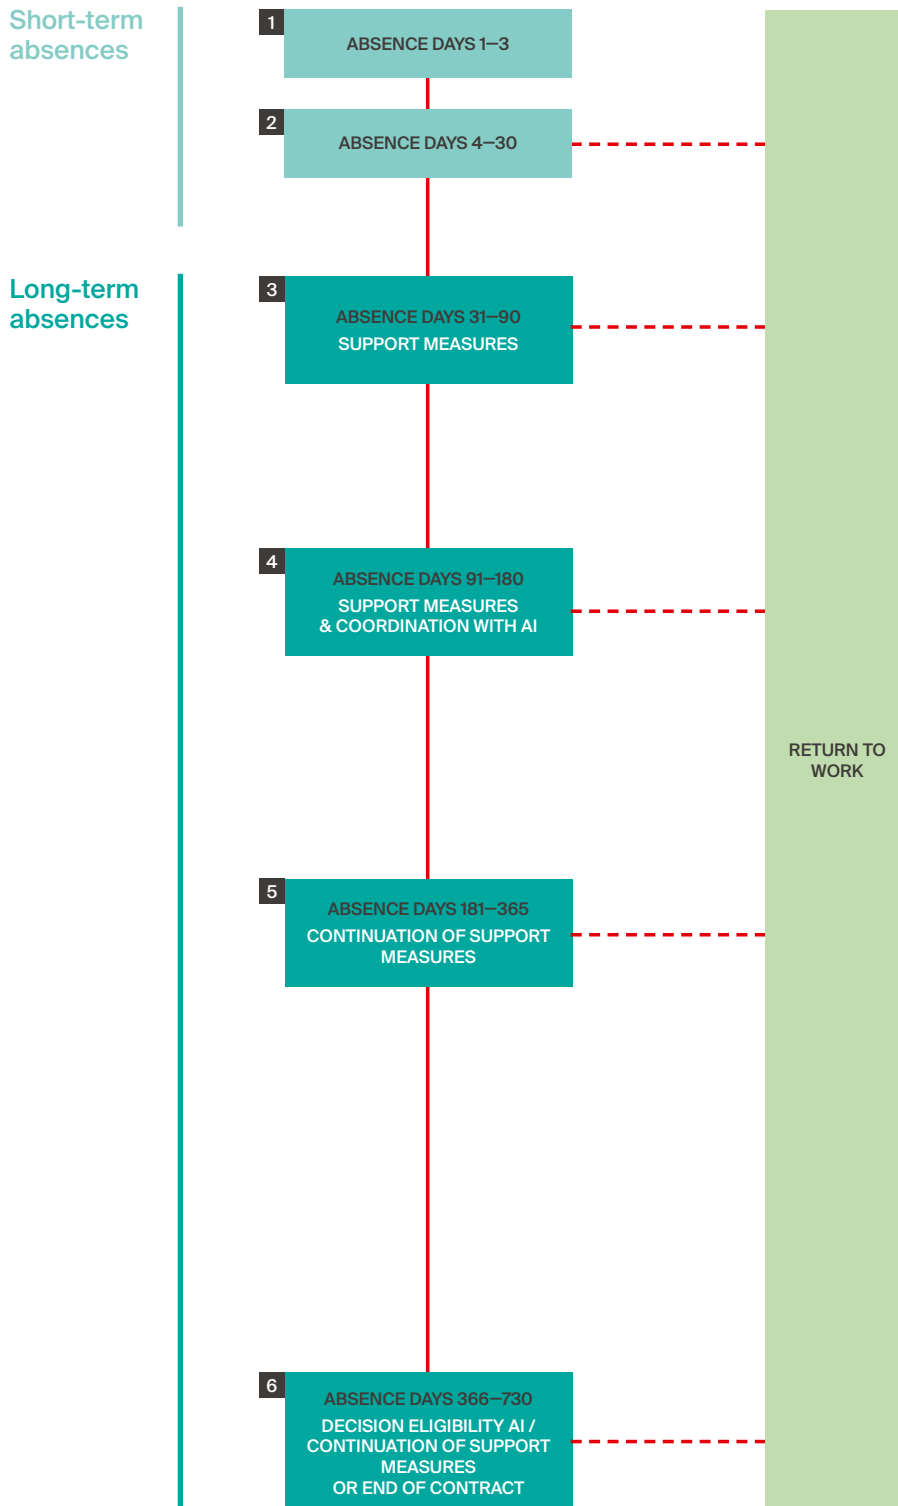 Short-term
absences
1
ABSENCE DAYS 1—3
2
ABSENCE DAYS 4—30
Long-term
absences
3
ABSENCE DAYS 31—90
SUPPORT MEASURES
4
ABSENCE DAYS 91—180
SUPPORT MEASURES
& COORDINATION WITH AI
RETURN TO
WORK
5
ABSENCE DAYS 181—365
CONTINUATION OF SUPPORT
MEASURES
6
ABSENCE DAYS 366—730
DECISION ELIGIBILITY AI /
CONTINUATION OF SUPPORT
MEASURES
OR END OF CONTRACT